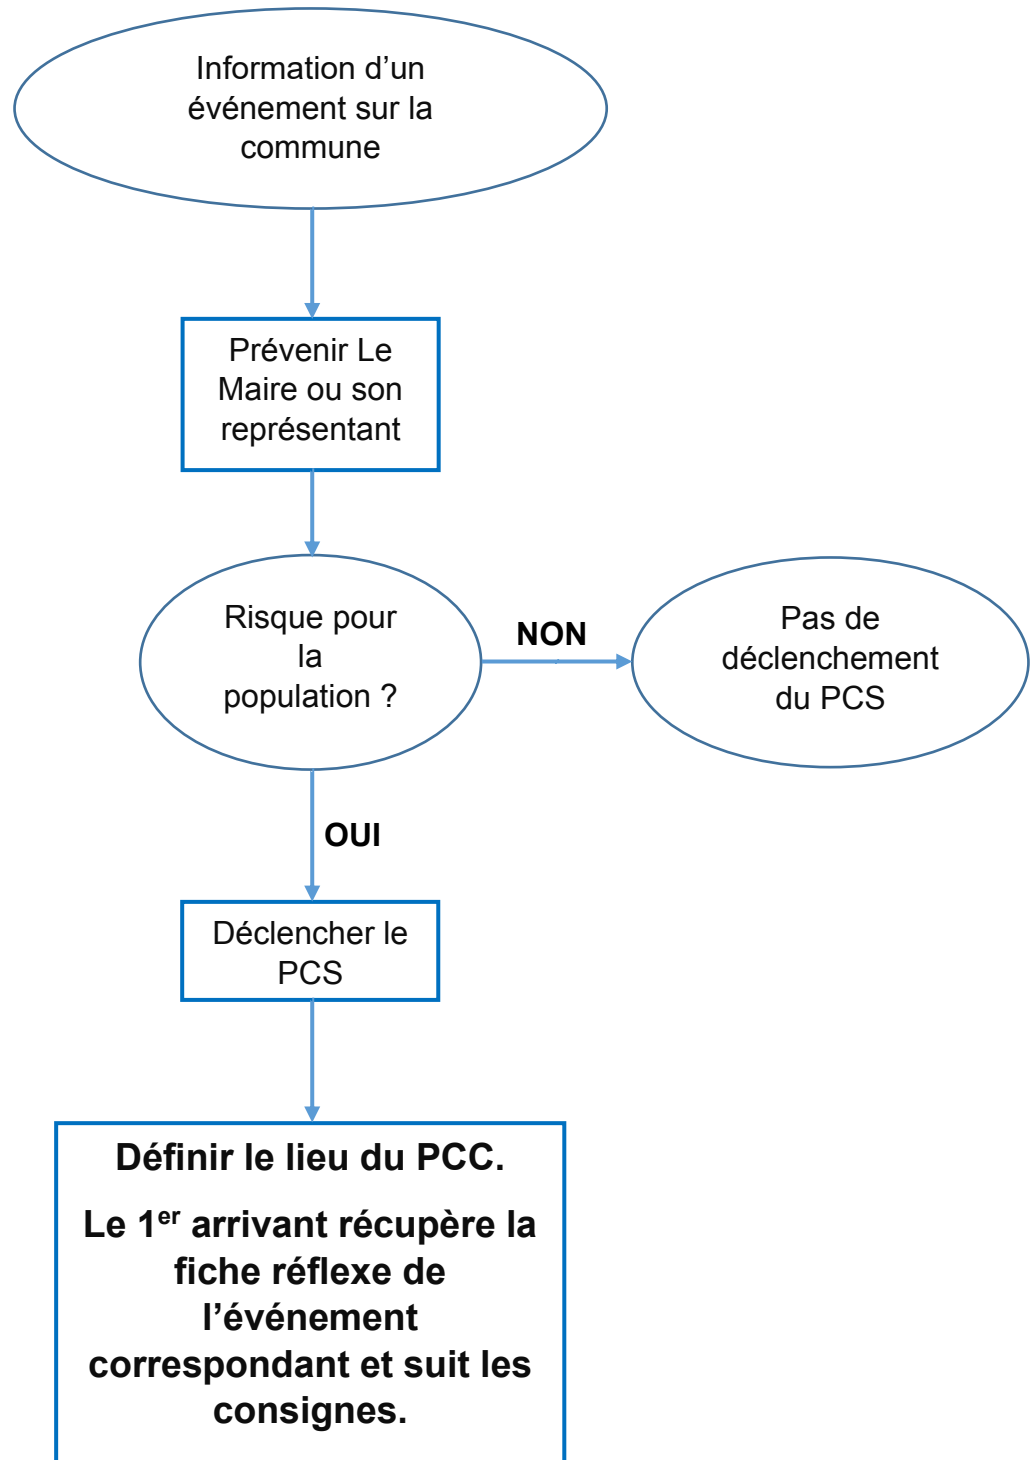 Information d’un
événement sur la
commune
Prévenir Le
Maire ou son
représentant
Risque pour
la
population ?
NON
Pas de
déclenchement
du PCS
OUI
Déclencher le
PCS
Définir le lieu du PCC.
Le 1er arrivant récupère la
fiche réflexe de
l’événement
correspondant et suit les
consignes.